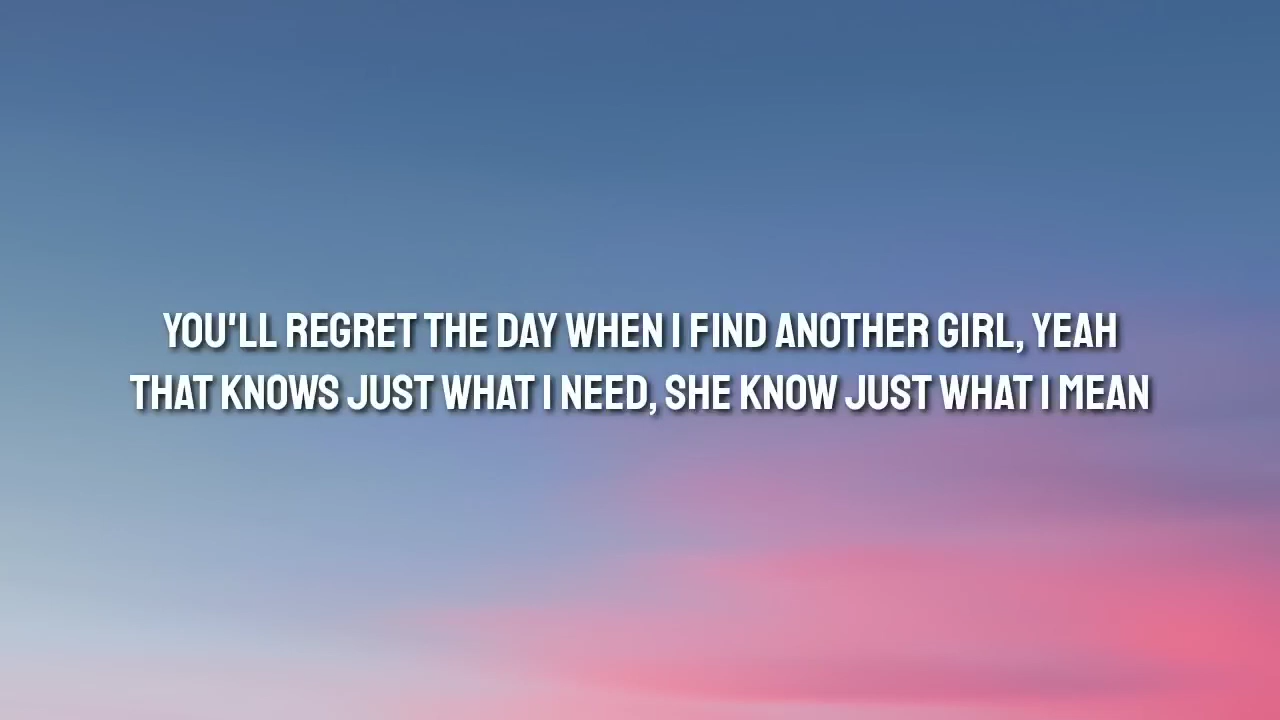 YOU'LL REGRET THE DAY WHEN I FIND ANOTHER GIRL, YEAH
THAT KNOWS JUST WHAT I NEED, SHE KNOW JUST WHAT I MEAN